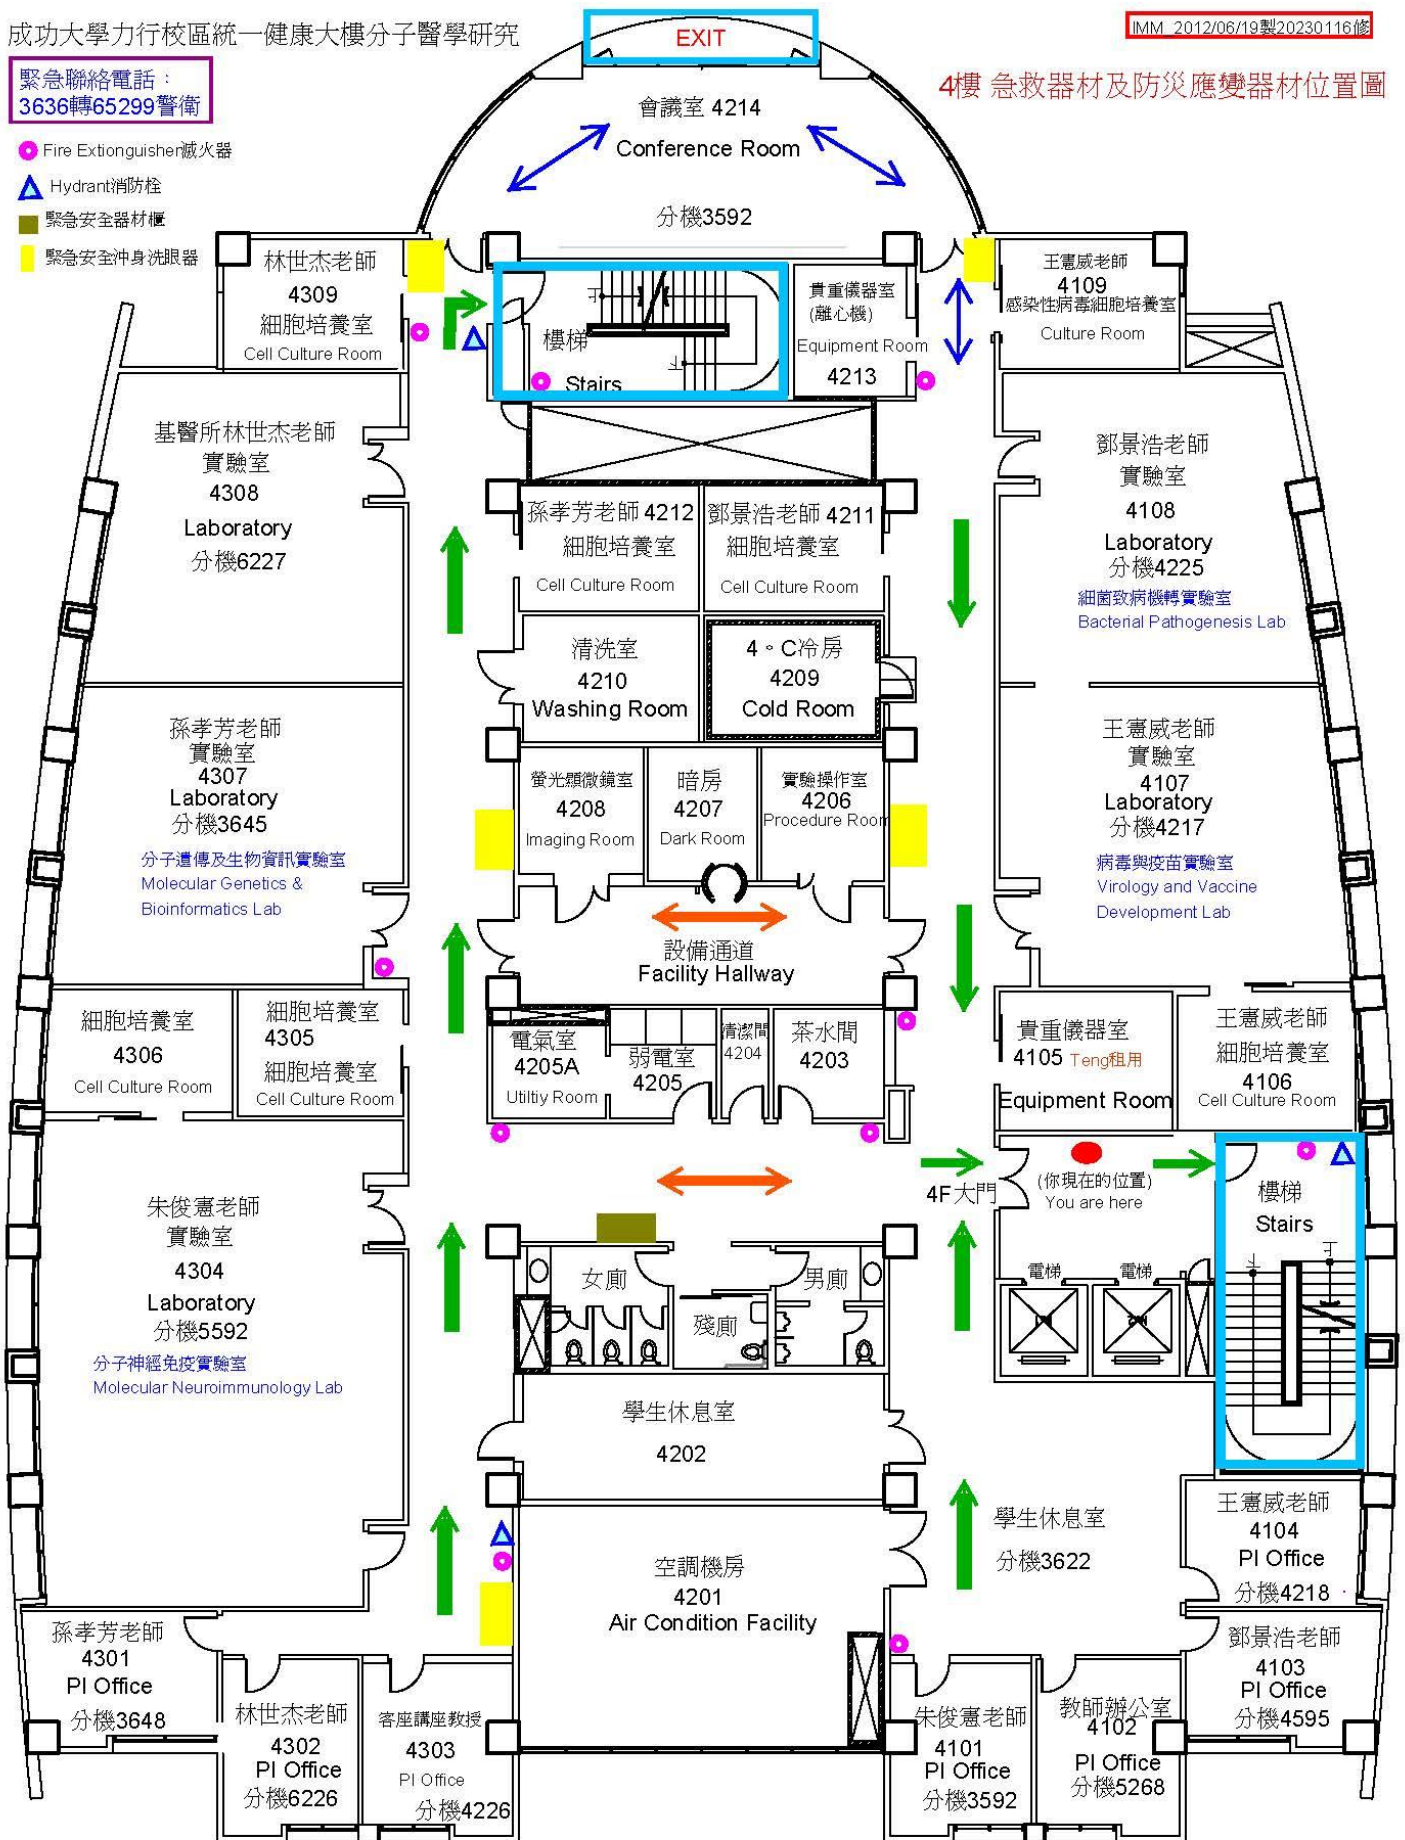 成功大學力行校區統一健康大樓分子醫學研究
IMM_2012/06/19製20230116修
緊急聯絡電話：
3636轉65299警衛
4樓 急救器材及防災應變器材位置圖
Fire Extionguisher滅火器
Hydrant消防栓
緊急安全器材櫃
緊急安全沖身洗眼器
EXIT
會議室 4214
Conference Room
分機3592
林世杰老師
4309
細胞培養室
Cell Culture Room
樓梯
Stairs
下
上
貴重儀器室
(離心機)
Equipment Room
4213
王憲威老師
4109
感染性病毒細胞培養室
Culture Room
基醫所林世杰老師
實驗室
4308
Laboratory
分機6227
孫孝芳老師 4212
細胞培養室
Cell Culture Room
鄧景浩老師 4211
細胞培養室
Cell Culture Room
鄧景浩老師
實驗室
4108
Laboratory
分機4225
細菌致病機轉實驗室
Bacterial Pathogenesis Lab
清洗室
4210
Washing Room
4。C冷房
4209
Cold Room
孫孝芳老師
實驗室
4307
Laboratory
分機3645
分子遺傳及生物資訊實驗室
Molecular Genetics &
Bioinformatics Lab
螢光顯微鏡室
4208
Imaging Room
暗房
4207
Dark Room
實驗操作室
4206
Procedure Room
王憲威老師
實驗室
4107
Laboratory
分機4217
病毒與疫苗實驗室
Virology and Vaccine
Development Lab
設備通道
Facility Hallway
細胞培養室
4306
Cell Culture Room
細胞培養室
4305
細胞培養室
Cell Culture Room
電氣室
4205A
Utiltiy Room
弱電室
4205
清潔間
4204
茶水間
4203
貴重儀器室
4105 Teng租用
Equipment Room
王憲威老師
細胞培養室
4106
Cell Culture Room
朱俊憲老師
實驗室
4304
Laboratory
分機5592
分子神經免疫實驗室
Molecular Neuroimmunology Lab
4F大門
(你現在的位置)
You are here
樓梯
Stairs
下
上
女廁
殘廁
男廁
電梯
電梯
學生休息室
4202
空調機房
4201
Air Condition Facility
學生休息室
分機3622
王憲威老師
4104
PI Office
分機4218
孫孝芳老師
4301
PI Office
分機3648
林世杰老師
4302
PI Office
分機6226
客座講座教授
4303
PI Office
分機4226
朱俊憲老師
4101
PI Office
分機3592
教師辦公室
4102
PI Office
分機5268
鄧景浩老師
4103
PI Office
分機4595